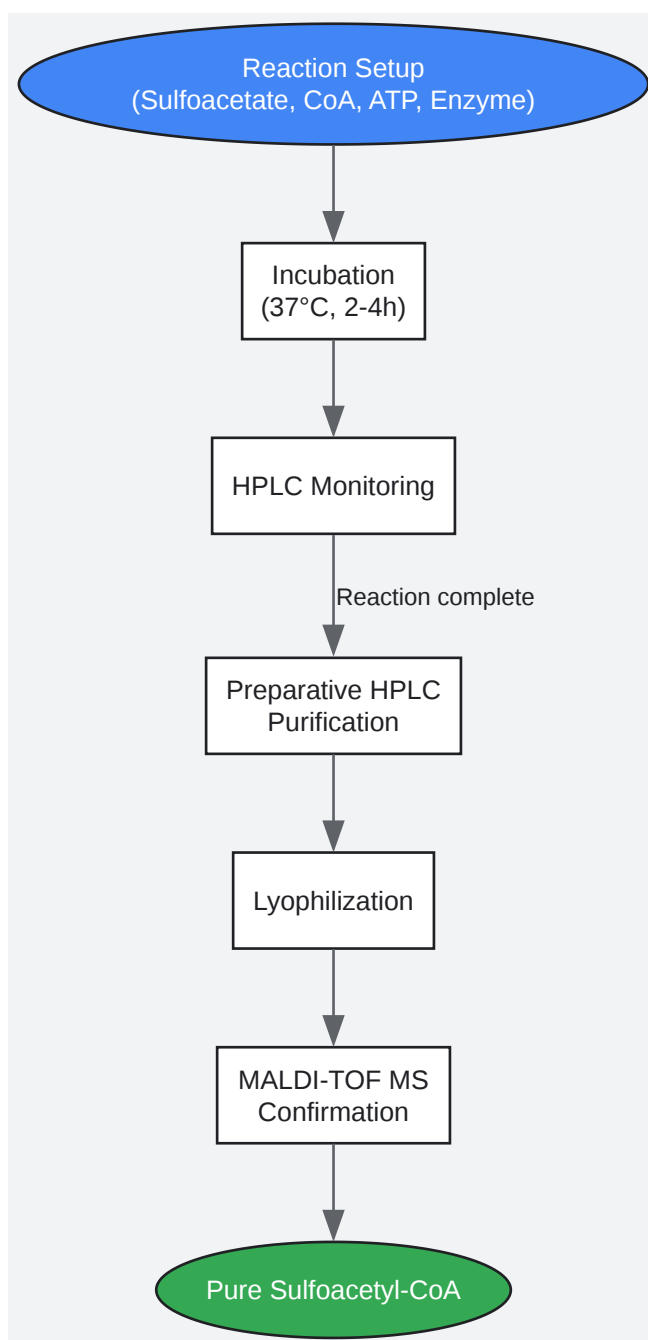 Reaction Setup
(Sulfoacetate, CoA, ATP, Enzyme)
Incubation
(37°C, 2-4h)
HPLC Monitoring
Reaction complete
Preparative HPLC
Purification
Lyophilization
MALDI-TOF MS
Confirmation
Pure Sulfoacetyl-CoA